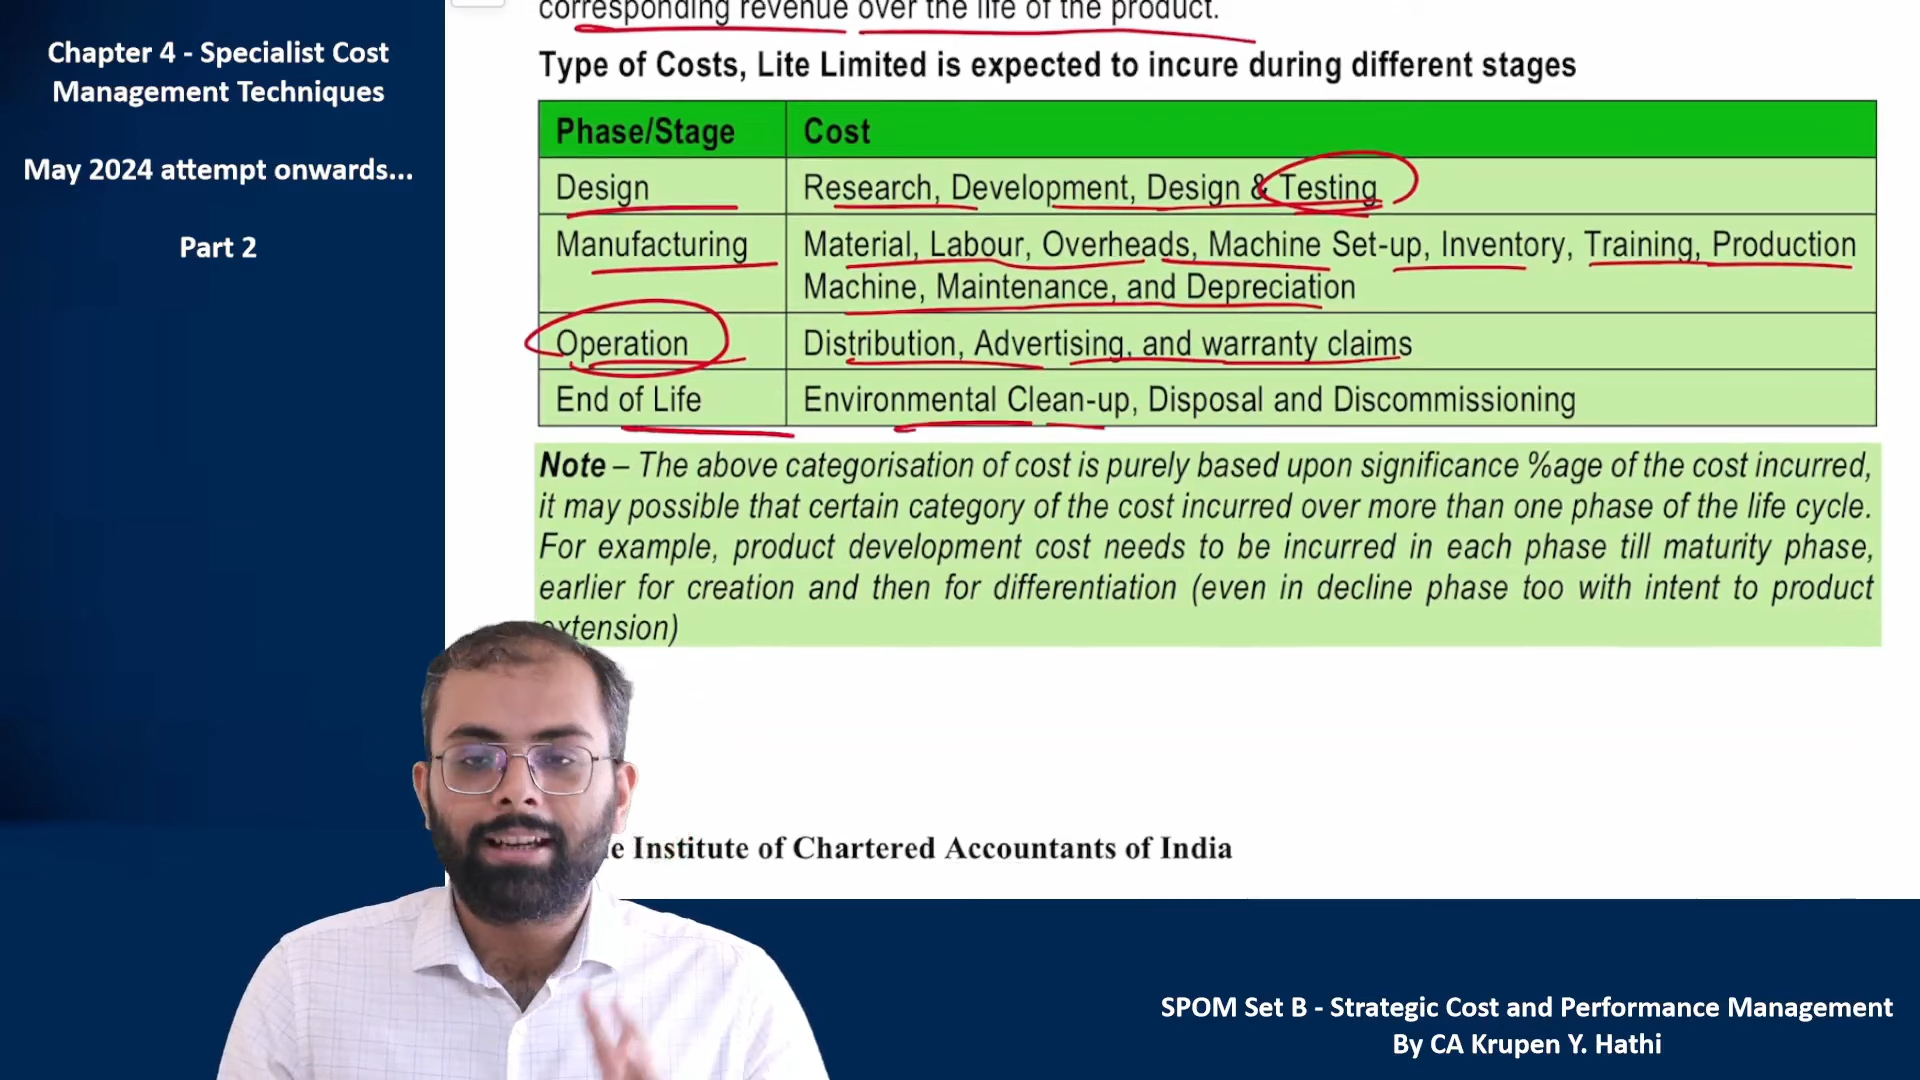 Chapter 4 - Specialist Cost
Management Techniques
May 2024 attempt onwards...
Part 2
corresponding revenue over the life of the product.
Type of Costs, Lite Limited is expected to incure during different stages
Phase/Stage Cost
Design Research, Development, Design & Testing
Manufacturing Material, Labour, Overheads, Machine Set-up, Inventory, Training, Production
Machine, Maintenance, and Depreciation
Operation Distribution, Advertising, and warranty claims
End of Life Environmental Clean-up, Disposal and Discommissioning
Note – The above categorisation of cost is purely based upon significance %age of the cost incurred,
it may possible that certain category of the cost incurred over more than one phase of the life cycle.
For example, product development cost needs to be incurred in each phase till maturity phase,
earlier for creation and then for differentiation (even in decline phase too with intent to product
extension)
e Institute of Chartered Accountants of India
SPOM Set B - Strategic Cost and Performance Management
By CA Krupen Y. Hathi